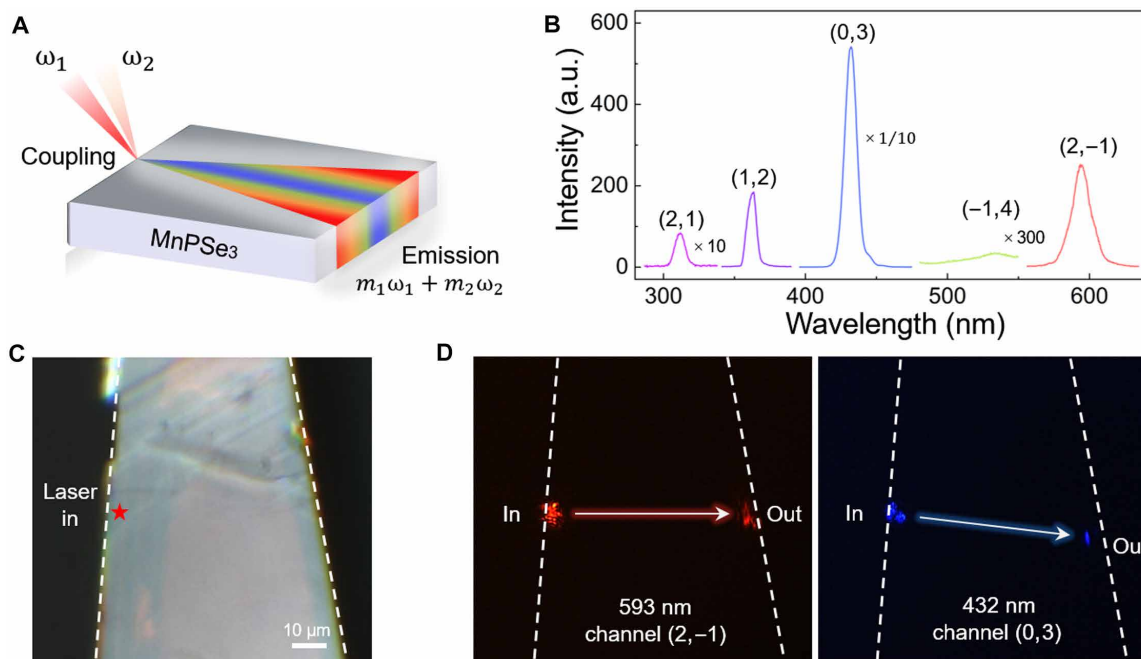 A
ω1 ω2
Coupling
MnPSe3
Emission
m1ω1 + m2ω2
B
Intensity (a.u.)
600
400
200
0
(2,1)
× 10
(1,2)
(0,3)
× 1/10
(−1,4)
× 300
(2,−1)
300 400 500 600
Wavelength (nm)
C
Laser
in
10 µm
D
In
Out
593 nm
channel (2,−1)
In
Out
432 nm
channel (0,3)